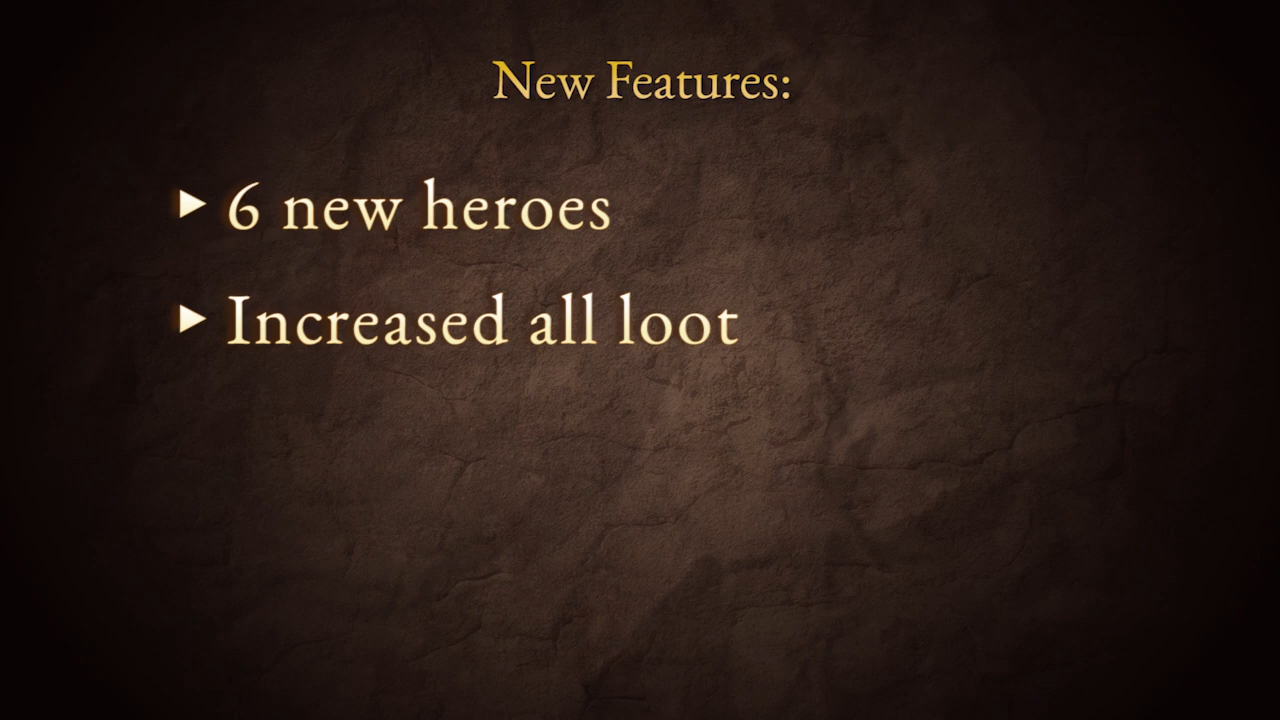 New Features:
▶ 6 new heroes
▶ Increased all loot